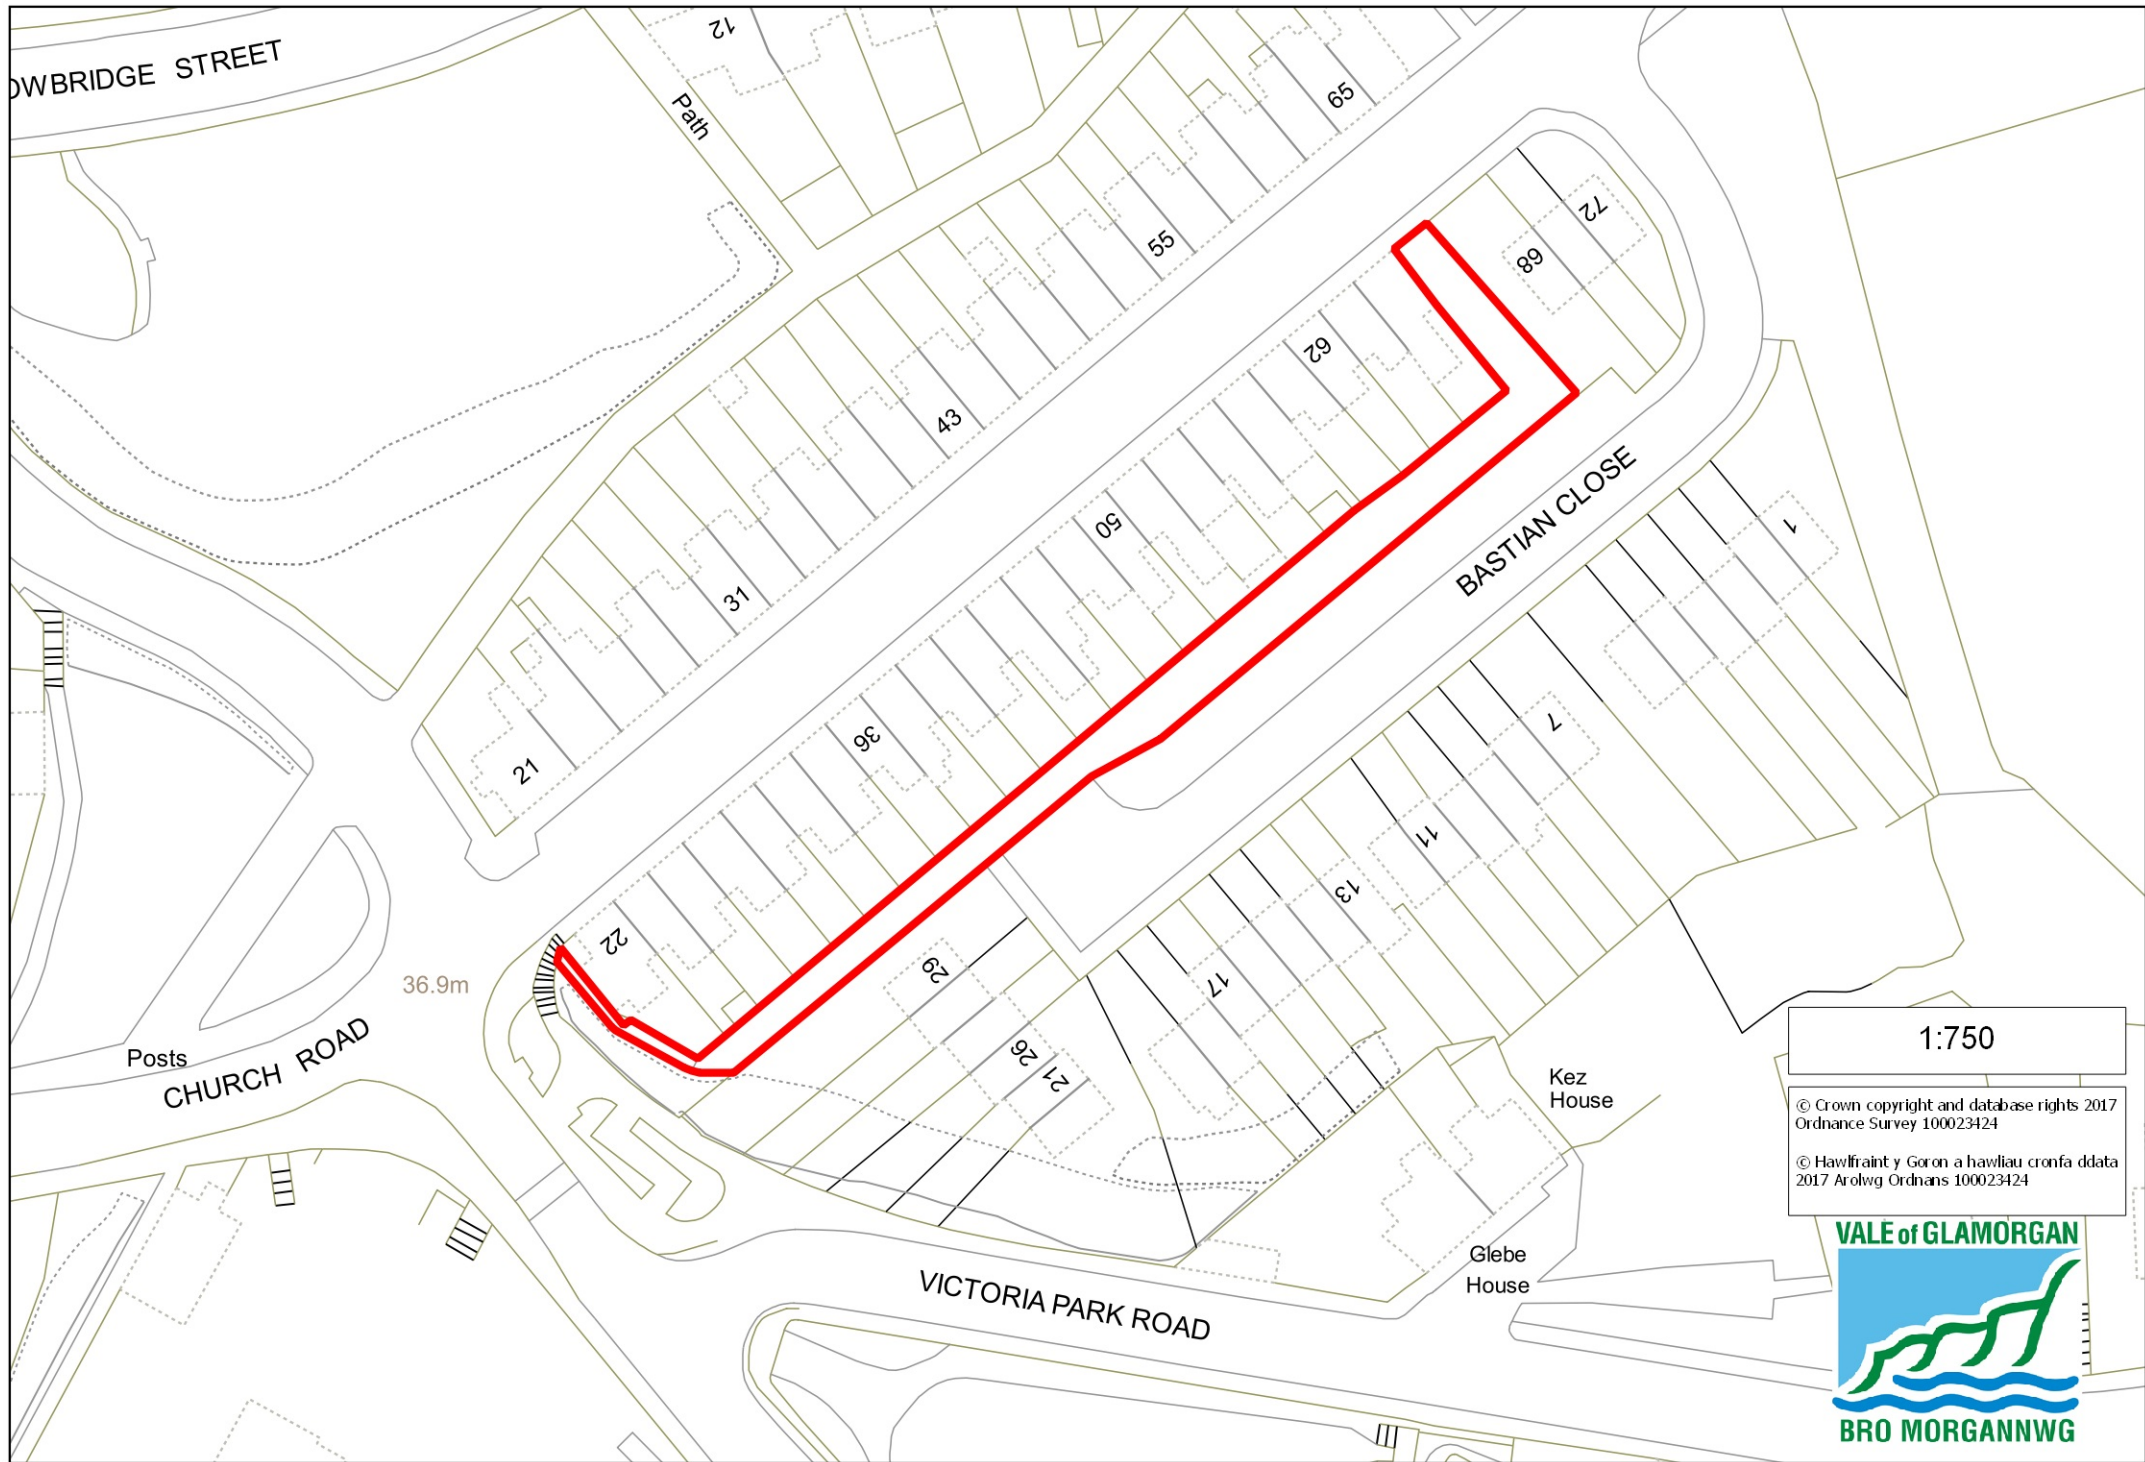 OWBRIDGE STREET
12
Path
65
55
72
68
62
43
50
BASTIAN CLOSE
1
31
36
7
21
11
13
22
29
17
36.9m
26
21
Posts
CHURCH ROAD
Kez
House
Glebe
House
VICTORIA PARK ROAD
1:750
© Crown copyright and database rights 2017
Ordnance Survey 100023424
© Hawlfraint y Goron a hawliau cronfa ddata
2017 Arolwg Ordnans 100023424
VALE of GLAMORGAN
BRO MORGANNWG